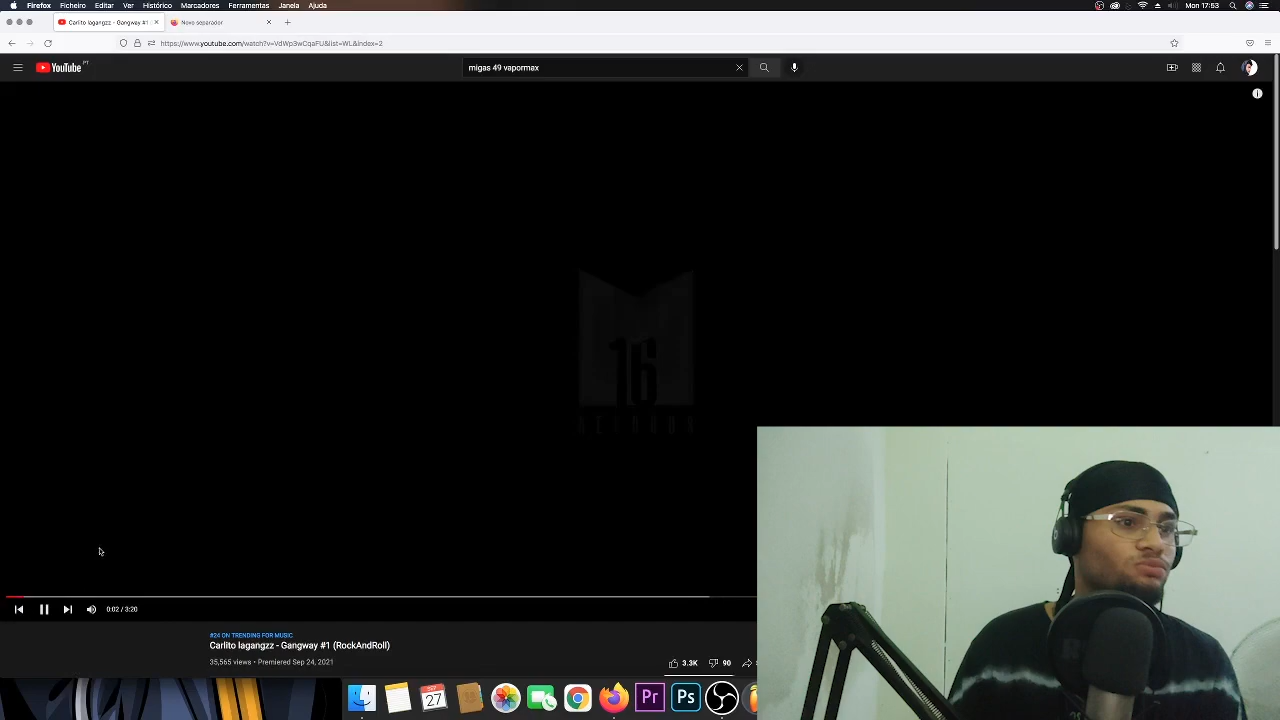 Firefox Ficheiro Editar Ver Histórico Marcadores Ferramentas Janela Ajuda Mon 17:53
Carlito lagangzz - Gangway #1 Novo separador
https://www.youtube.com/watch?v=VdWp3wCqaFU&list=WL&index=2
YouTube PT migas 49 vapormax
16
0:02 / 3:20
#24 ON TRENDING FOR MUSIC
Carlito lagangzz - Gangway #1 (RockAndRoll)
35,565 views • Premiered Sep 24, 2021 3.3K 90
27 Pr Ps